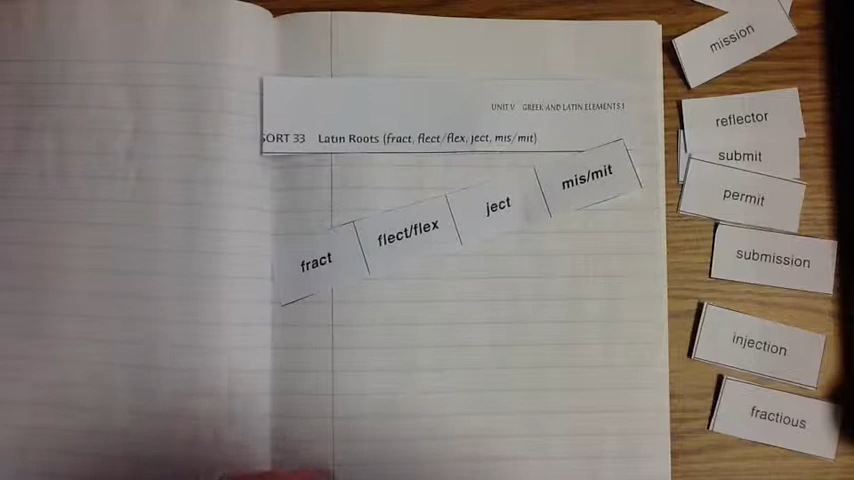 UNIT V GREEK AND LATIN ELEMENTS 1
SORT 33 Latin Roots (fract, flect/flex, ject, mis/mit)
fract
flect/flex
ject
mis/mit
mission
reflector
submit
permit
submission
injection
fractious